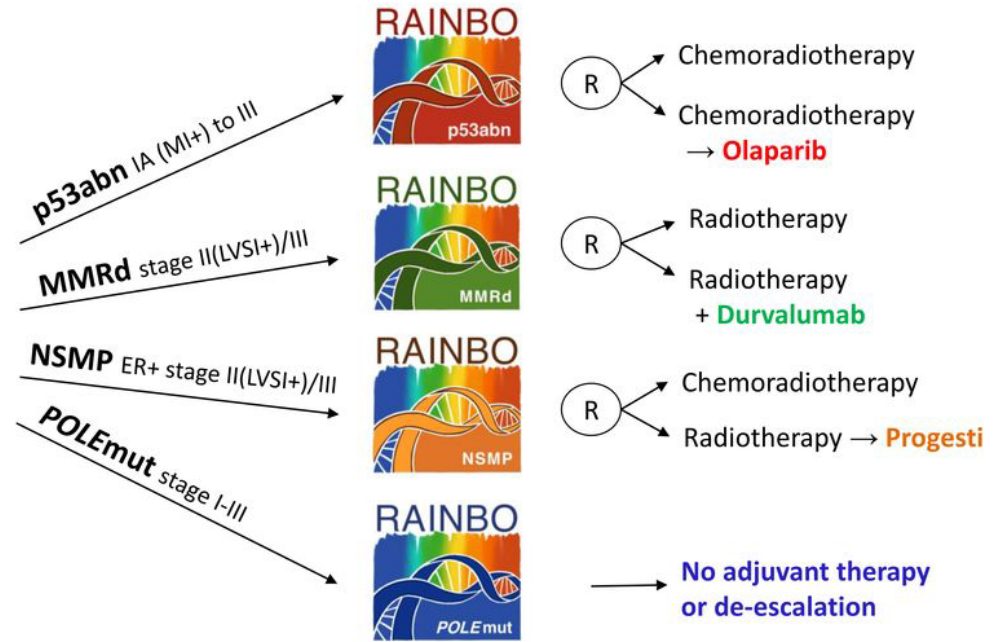 RAINBO
p53abn
p53abn IA (MI+) to III
R
Chemoradiotherapy
Chemoradiotherapy
→ Olaparib
RAINBO
MMRd
MMRd stage II(LVSI+)/III
R
Radiotherapy
Radiotherapy
+ Durvalumab
RAINBO
NSMP
NSMP ER+ stage II(LVSI+)/III
R
Chemoradiotherapy
Radiotherapy → Progesti
RAINBO
POLEmut
POLEmut stage I-III
No adjuvant therapy
or de-escalation